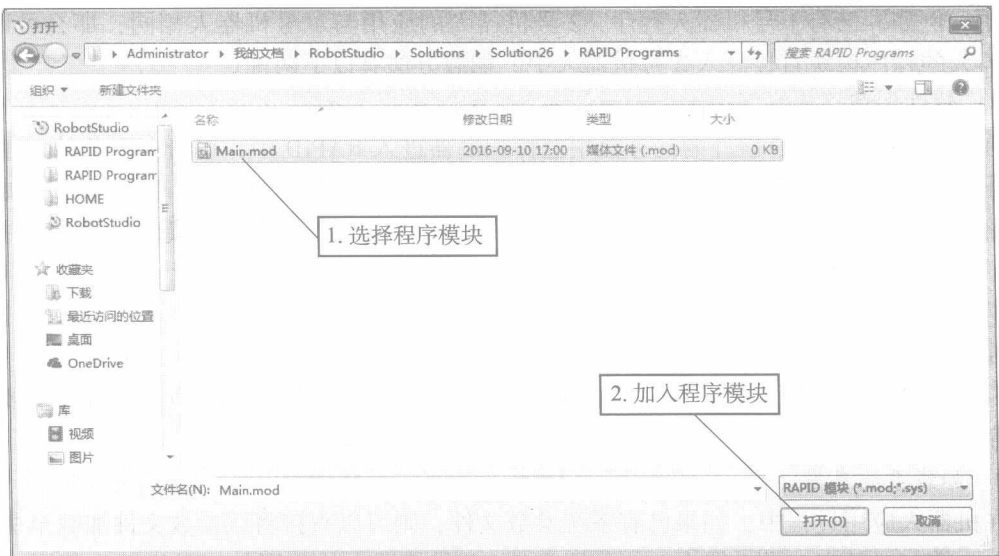 打开
Administrator ▸ 我的文档 ▸ RobotStudio ▸ Solutions ▸ Solution26 ▸ RAPID Programs
搜索 RAPID Programs
组织 ▼ 新建文件夹
名称 修改日期 类型 大小
RobotStudio
RAPID Program
RAPID Program
HOME
RobotStudio
收藏夹
下载
最近访问的位置
桌面
OneDrive
库
视频
图片
Main.mod 2016-09-10 17:00 媒体文件 (.mod) 0 KB
1. 选择程序模块
2. 加入程序模块
文件名(N): Main.mod
RAPID 模块 (*.mod;*.sys)
打开(O) 取消